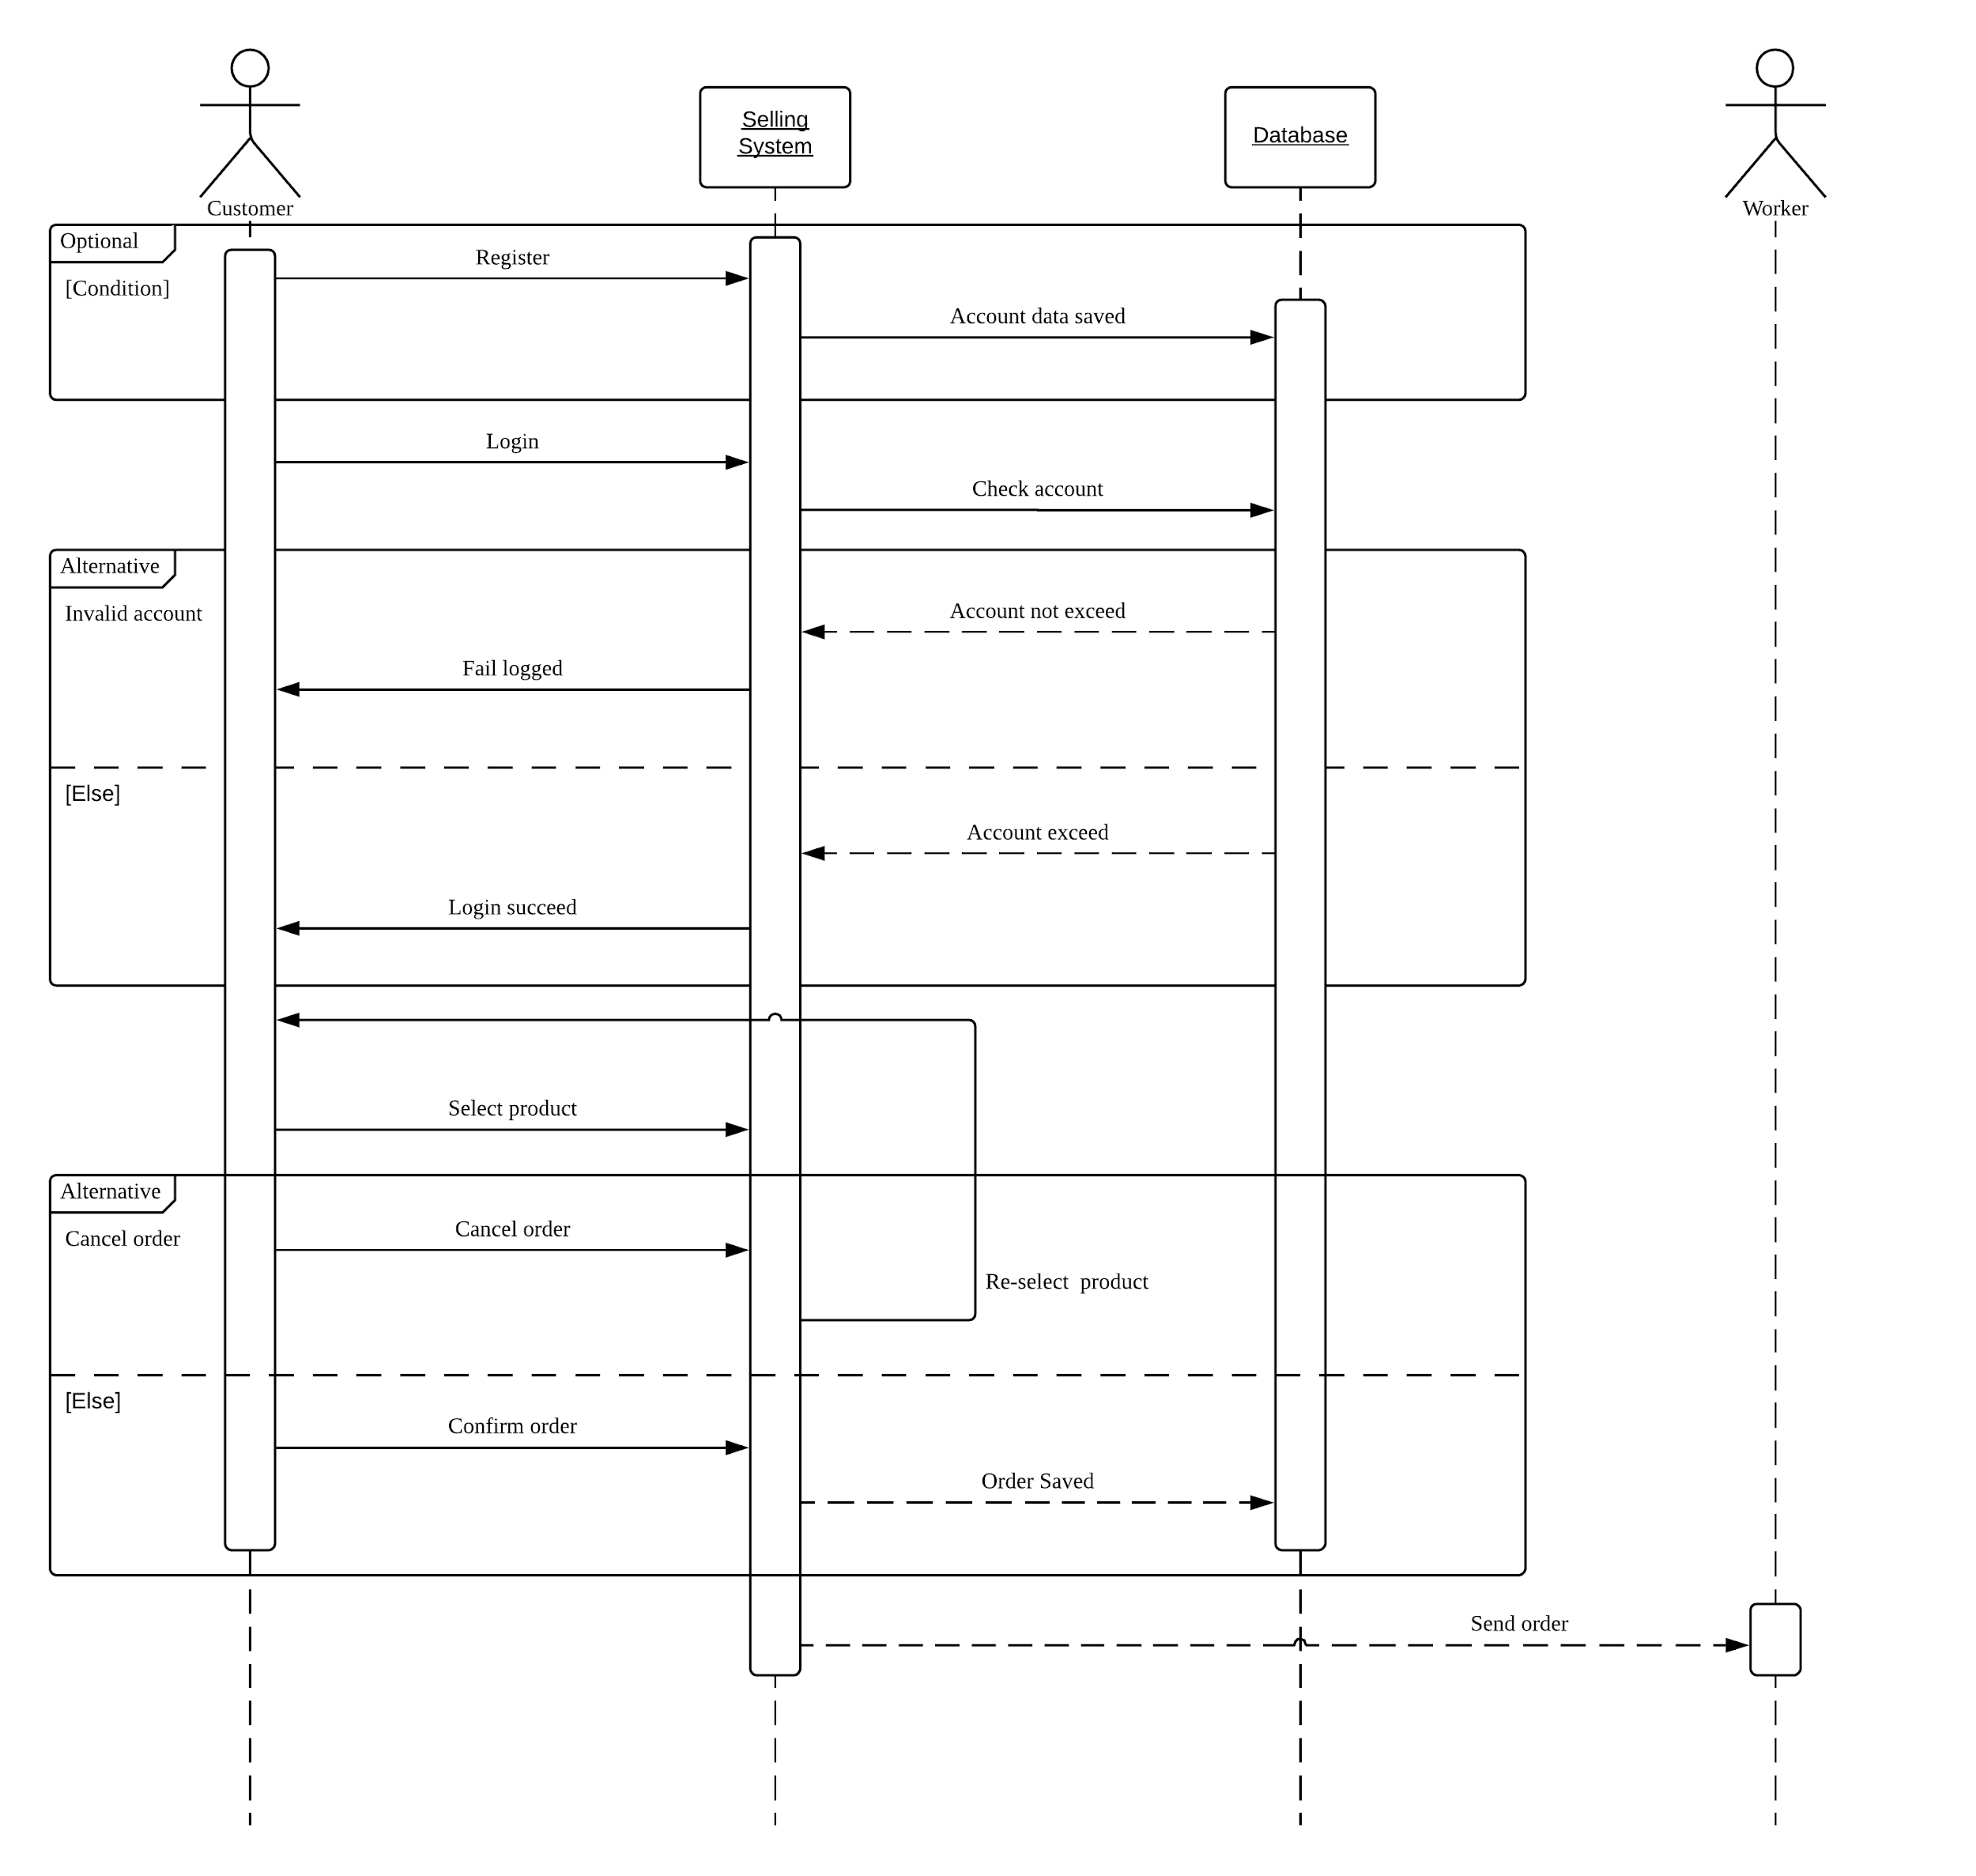 Selling
System
Database
Customer
Worker
Optional
Register
[Condition]
Account data saved
Login
Check account
Alternative
Invalid account
Account not exceed
Fail logged
[Else]
Account exceed
Login succeed
Select product
Alternative
Cancel order
Cancel order
Re-select  product
[Else]
Confirm order
Order Saved
Send order